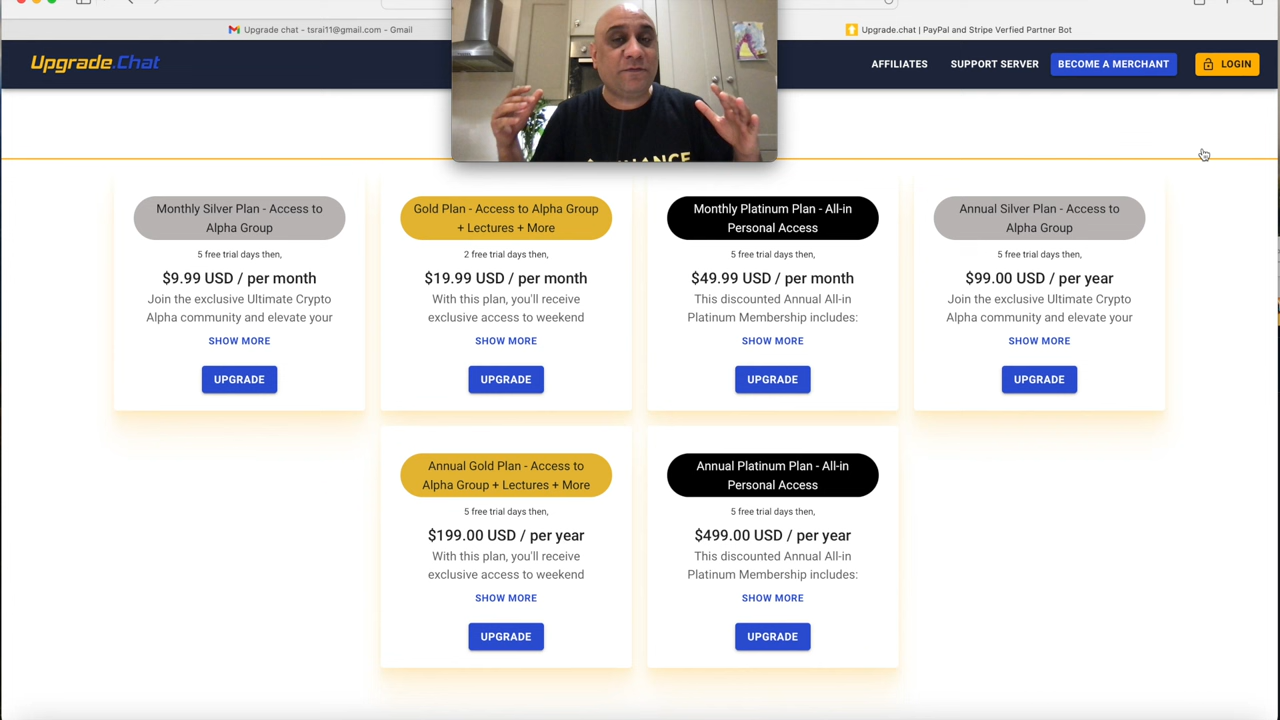 Upgrade chat - tsrai11@gmail.com - Gmail
Upgrade.chat | PayPal and Stripe Verfied Partner Bot
Upgrade.Chat
AFFILIATES
SUPPORT SERVER
BECOME A MERCHANT
LOGIN
Monthly Silver Plan - Access to
Alpha Group
5 free trial days then,
$9.99 USD / per month
Join the exclusive Ultimate Crypto
Alpha community and elevate your
SHOW MORE
UPGRADE
Gold Plan - Access to Alpha Group
+ Lectures + More
2 free trial days then,
$19.99 USD / per month
With this plan, you'll receive
exclusive access to weekend
SHOW MORE
UPGRADE
Monthly Platinum Plan - All-in
Personal Access
5 free trial days then,
$49.99 USD / per month
This discounted Annual All-in
Platinum Membership includes:
SHOW MORE
UPGRADE
Annual Silver Plan - Access to
Alpha Group
5 free trial days then,
$99.00 USD / per year
Join the exclusive Ultimate Crypto
Alpha community and elevate your
SHOW MORE
UPGRADE
Annual Gold Plan - Access to
Alpha Group + Lectures + More
5 free trial days then,
$199.00 USD / per year
With this plan, you'll receive
exclusive access to weekend
SHOW MORE
UPGRADE
Annual Platinum Plan - All-in
Personal Access
5 free trial days then,
$499.00 USD / per year
This discounted Annual All-in
Platinum Membership includes:
SHOW MORE
UPGRADE